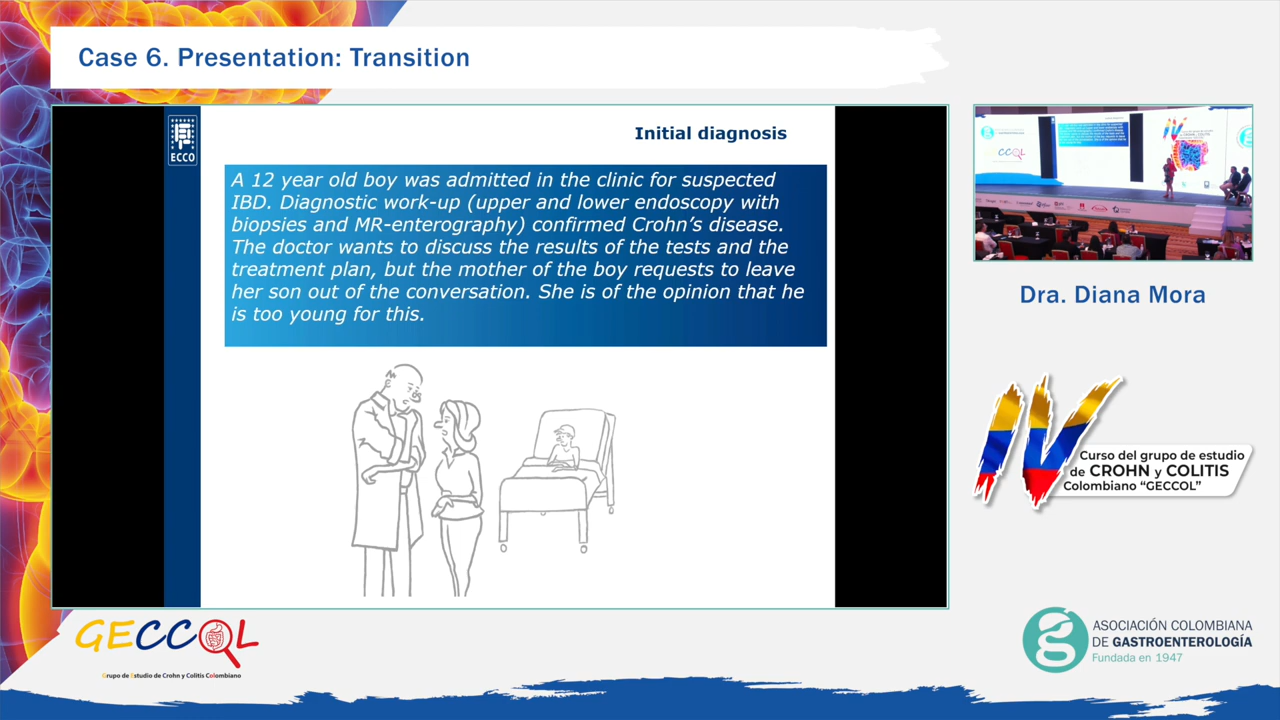 Case 6. Presentation: Transition
ECCO
Initial diagnosis
A 12 year old boy was admitted in the clinic for suspected
IBD. Diagnostic work-up (upper and lower endoscopy with
biopsies and MR-enterography) confirmed Crohn's disease.
The doctor wants to discuss the results of the tests and the
treatment plan, but the mother of the boy requests to leave
her son out of the conversation. She is of the opinion that he
is too young for this.
Dra. Diana Mora
IV
Curso del grupo de estudio
de CROHN y COLITIS
Colombiano “GECCOL”
GECCOL
Grupo de Estudio de Crohn y Colitis Colombiano
ASOCIACIÓN COLOMBIANA
DE GASTROENTEROLOGÍA
Fundada en 1947